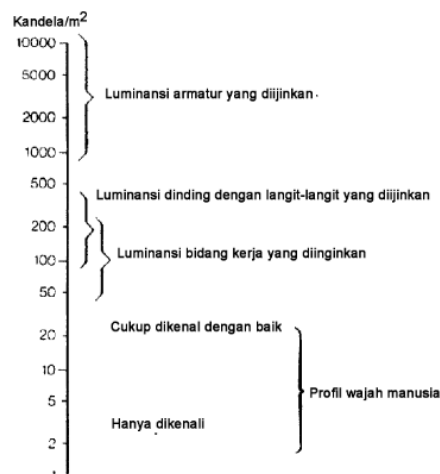 Kandela/m²
10000
5000
Luminansi armatur yang diijinkan .
2000
1000
500
Luminansi dinding dengan langit-langit yang diijinkan
200
Luminansi bidang kerja yang diinginkan
100
50
Cukup dikenal dengan baik
20
10
Profil wajah manusia
5
Hanya dikenali
2